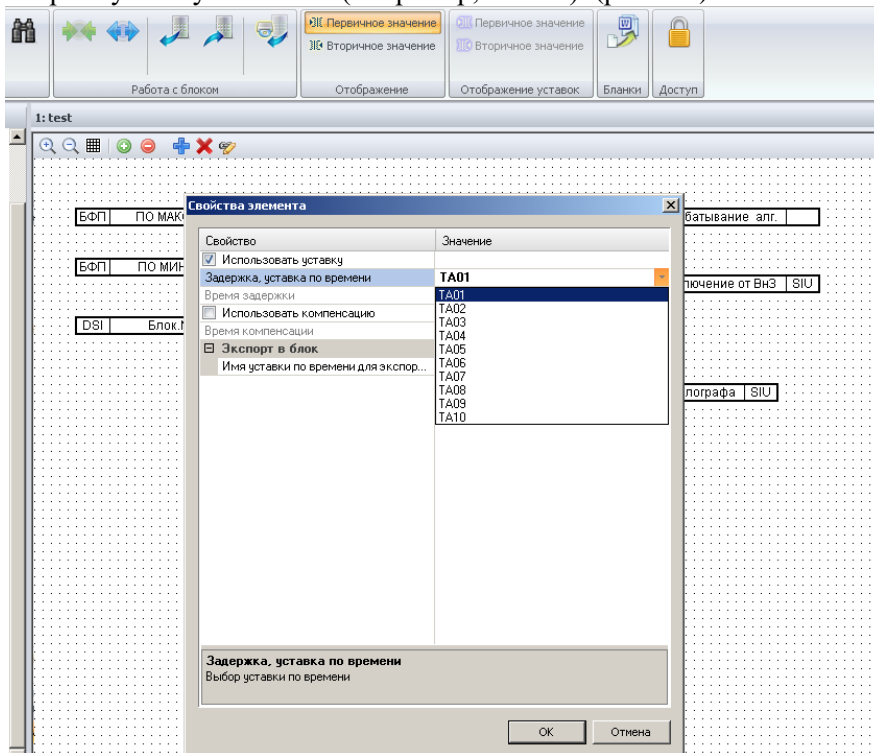 Первичное значение
Вторичное значение
Первичное значение
Вторичное значение
Работа с блоком
Отображение
Отображение уставок
Бланки
Доступ
1: test
БФП
ПО МИН
DSI
SIU
SIU
Свойства элемента
Свойство Значение
Использовать уставку
Задержка, уставка по времени TA01
Время задержки
Использовать компенсацию
Время компенсации
Экспорт в блок
Имя уставки по времени для экспор...
TA01
TA02
TA03
TA04
TA05
TA06
TA07
TA08
TA09
TA10
БФП ПО МАК
батывание алг.
лючение от ВнЗ
Блок.
лографа
Задержка, уставка по времени
Выбор уставки по времени
OK Отмена